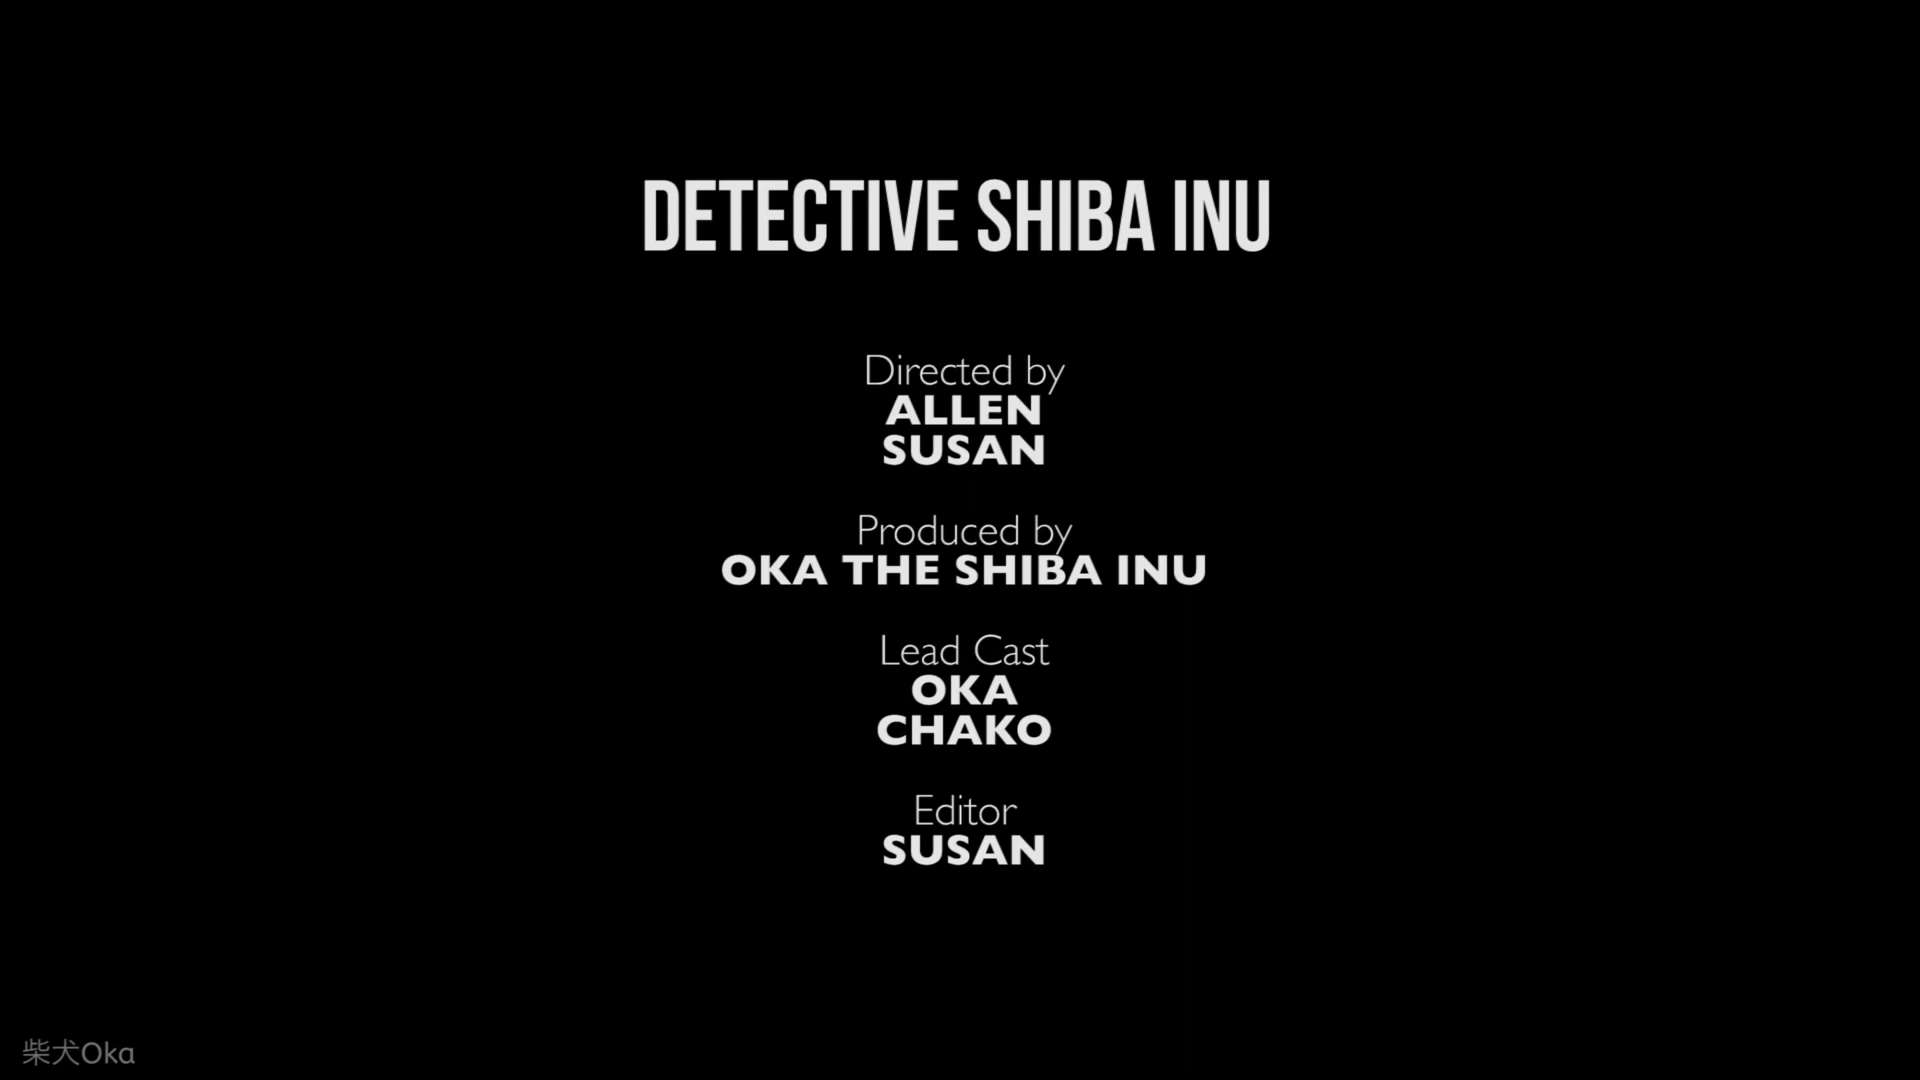 DETECTIVE SHIBA INU
Directed by
ALLEN
SUSAN
Produced by
OKA THE SHIBA INU
Lead Cast
OKA
CHAKO
Editor
SUSAN
柴犬Oka